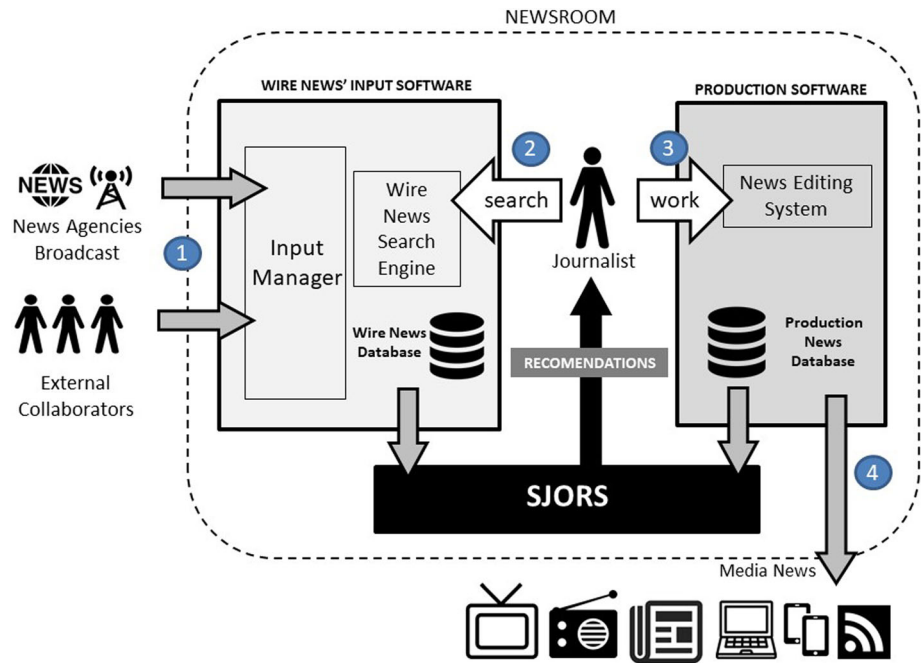 NEWSROOM
WIRE NEWS' INPUT SOFTWARE
PRODUCTION SOFTWARE
NEWS
News Agencies
Broadcast
1
External
Collaborators
Input
Manager
Wire
News
Search
Engine
Wire News
Database
2
search
Journalist
3
work
News Editing
System
Production
News
Database
RECOMENDATIONS
SJORS
4
Media News